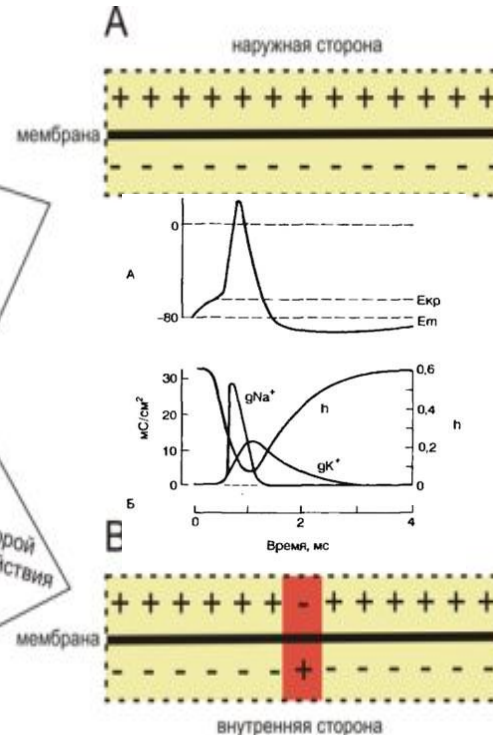 A
наружная сторона
+ + + + + + + + + + + + +
мембрана
- - - - - - - - - - - - -
0
А
Екр
Em
-80
30
20
10
0
мС/см²
gNa⁺
h
gK⁺
0,6
0,4
0,2
0
h
Б
0 2 4
Время, мс
B
+ + + + + + - + + + + + +
мембрана
- - - - - - + - - - - - -
внутренняя сторона